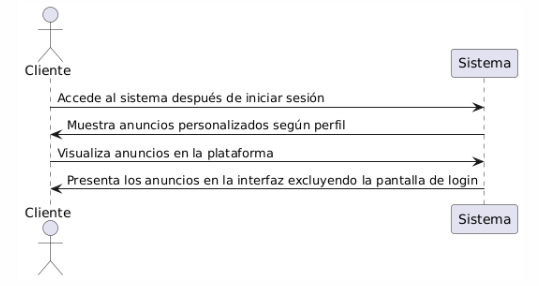 Cliente
Sistema
Accede al sistema después de iniciar sesión
Muestra anuncios personalizados según perfil
Visualiza anuncios en la plataforma
Presenta los anuncios en la interfaz excluyendo la pantalla de login
Cliente
Sistema